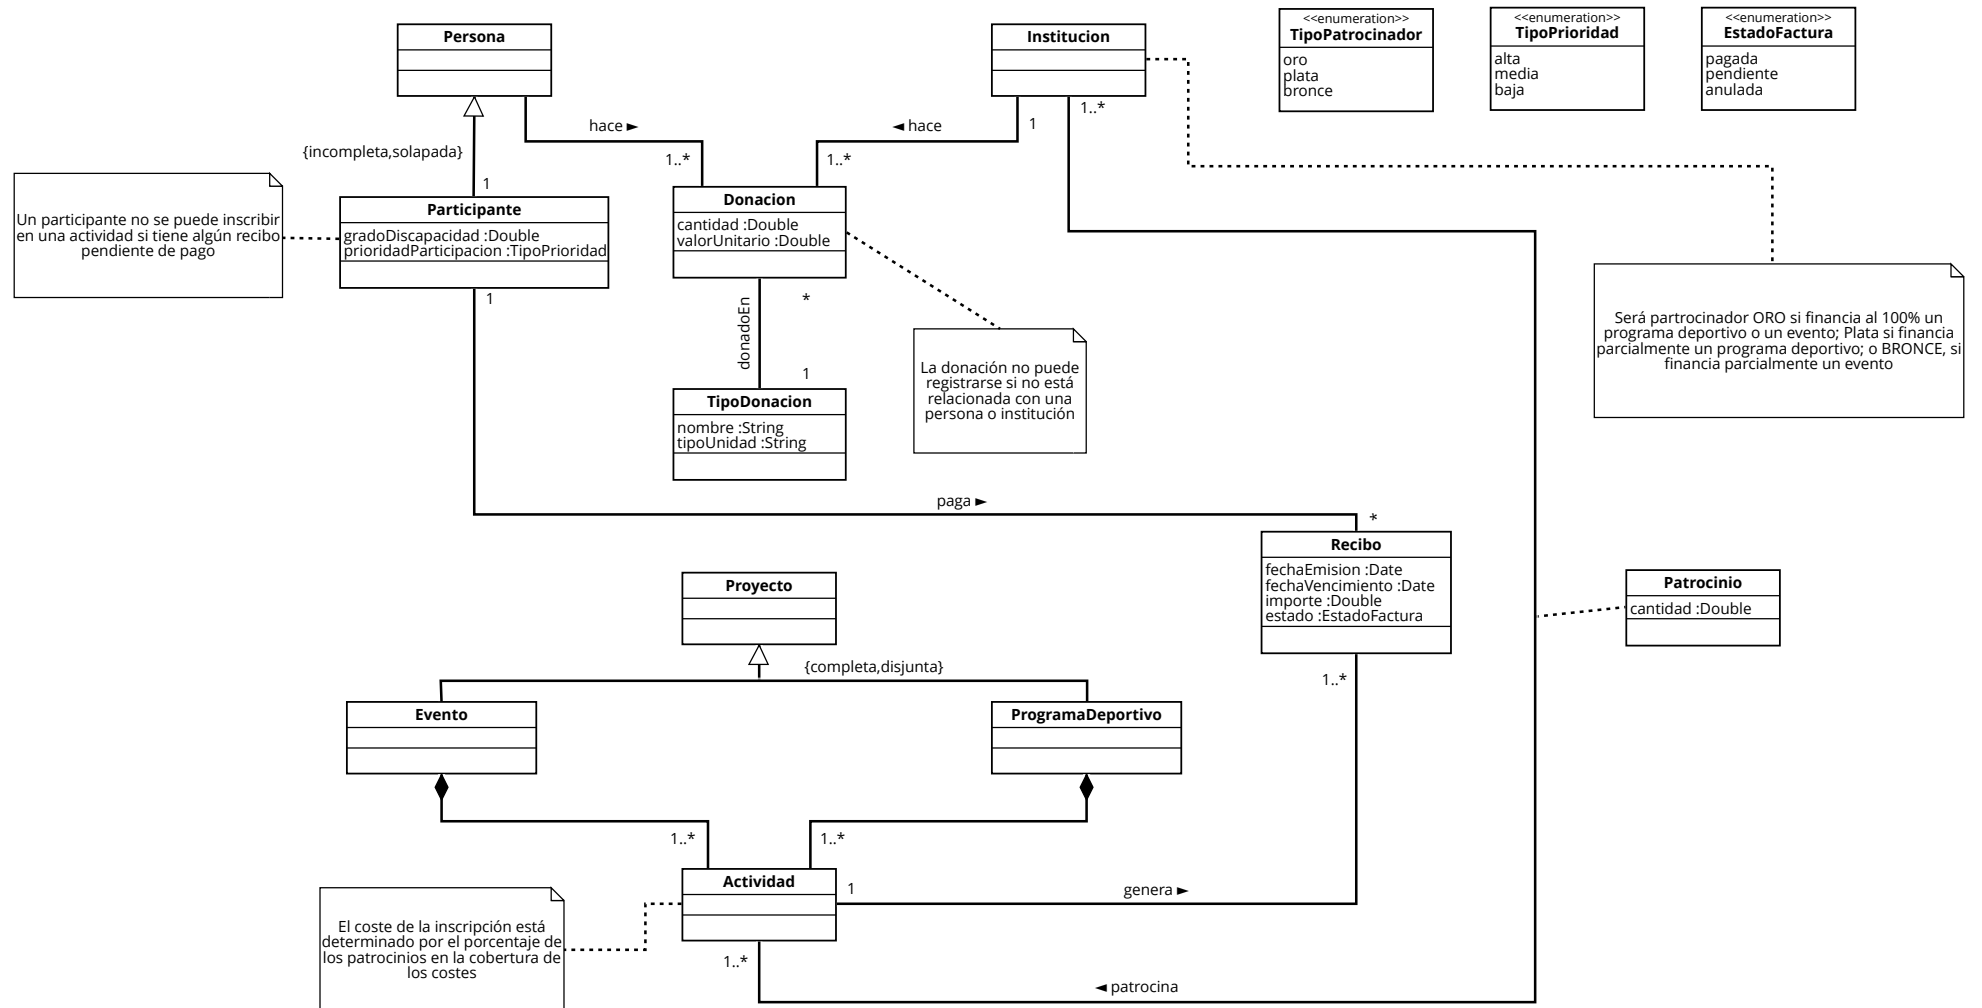 Persona
Institucion
<<enumeration>>
TipoPatrocinador
oro
plata
bronce
<<enumeration>>
TipoPrioridad
alta
media
baja
<<enumeration>>
EstadoFactura
pagada
pendiente
anulada
hace ►
◄ hace
1
1..*
{incompleta,solapada}
1..*
1..*
1
Un participante no se puede inscribir
en una actividad si tiene algún recibo
pendiente de pago
Participante
gradoDiscapacidad :Double
prioridadParticipacion :TipoPrioridad
1
Donacion
cantidad :Double
valorUnitario :Double
*
donadoEn
1
TipoDonacion
nombre :String
tipoUnidad :String
La donación no puede
registrarse si no está
relacionada con una
persona o institución
Será partrocinador ORO si financia al 100% un
programa deportivo o un evento; Plata si financia
parcialmente un programa deportivo; o BRONCE, si
financia parcialmente un evento
paga ►
*
Recibo
fechaEmision :Date
fechaVencimiento :Date
importe :Double
estado :EstadoFactura
1..*
Patrocinio
cantidad :Double
Proyecto
{completa,disjunta}
Evento
ProgramaDeportivo
1..*
1..*
Actividad
1
genera ►
1..*
◄ patrocina
El coste de la inscripción está
determinado por el porcentaje de
los patrocinios en la cobertura de
los costes